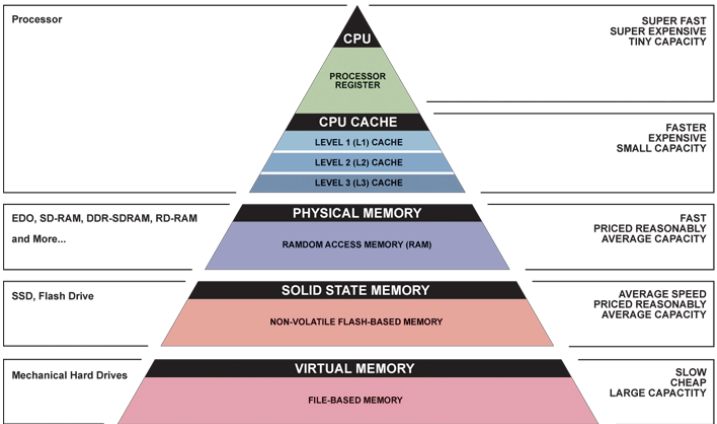 Processor
CPU
SUPER FAST
SUPER EXPENSIVE
TINY CAPACITY
PROCESSOR
REGISTER
CPU CACHE
LEVEL 1 (L1) CACHE
LEVEL 2 (L2) CACHE
LEVEL 3 (L3) CACHE
FASTER
EXPENSIVE
SMALL CAPACITY
EDO, SD-RAM, DDR-SDRAM, RD-RAM
and More...
PHYSICAL MEMORY
RAMDOM ACCESS MEMORY (RAM)
FAST
PRICED REASONABLY
AVERAGE CAPACITY
SSD, Flash Drive
SOLID STATE MEMORY
NON-VOLATILE FLASH-BASED MEMORY
AVERAGE SPEED
PRICED REASONABLY
AVERAGE CAPACITY
Mechanical Hard Drives
VIRTUAL MEMORY
FILE-BASED MEMORY
SLOW
CHEAP
LARGE CAPACTITY